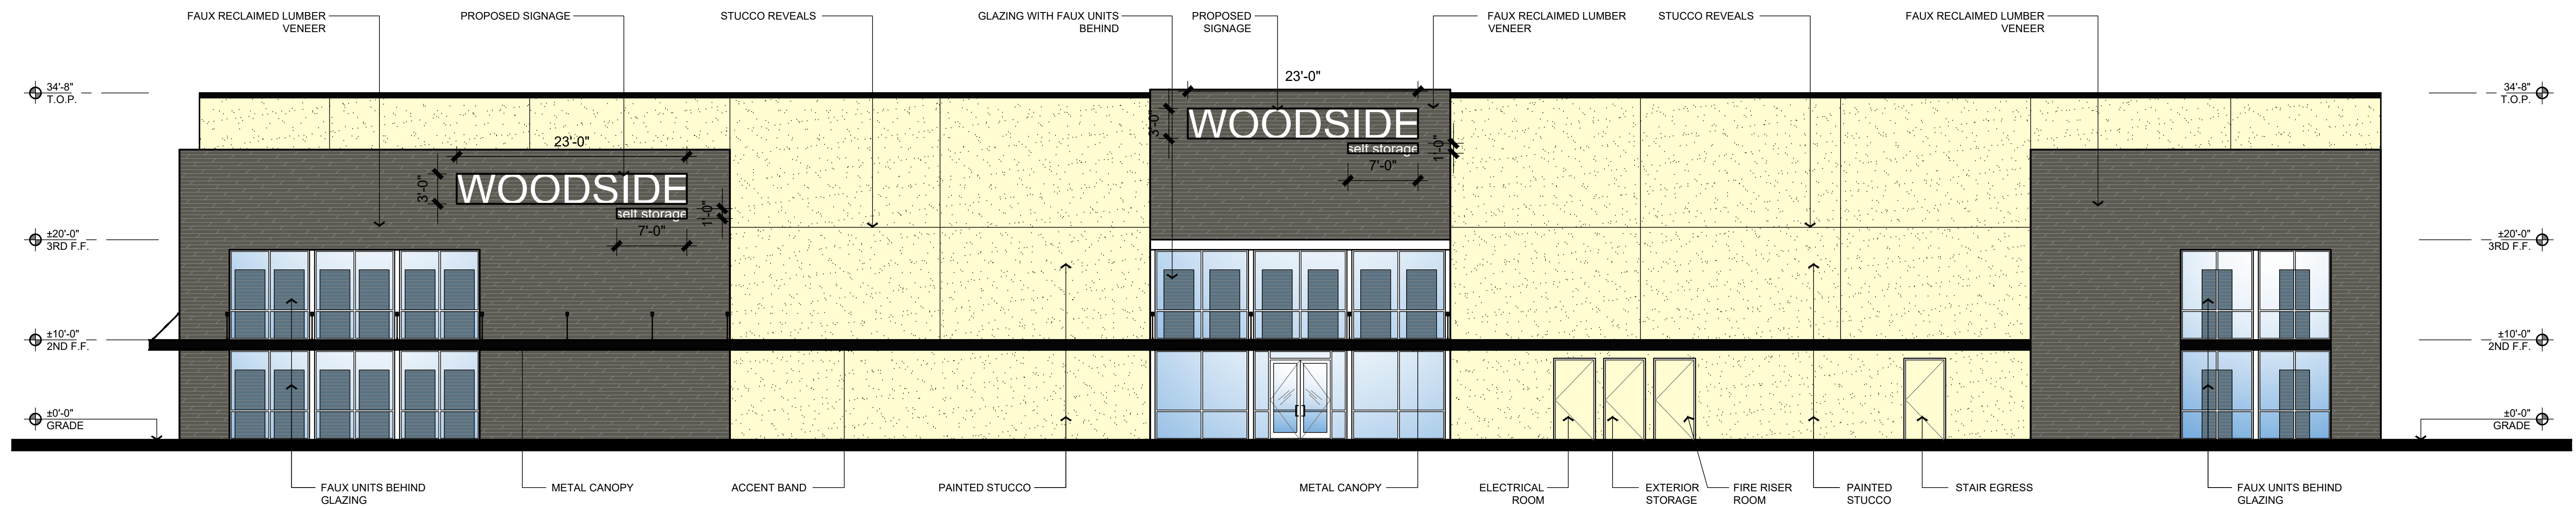 FAUX RECLAIMED LUMBER
VENEER
PROPOSED SIGNAGE
STUCCO REVEALS
GLAZING WITH FAUX UNITS
BEHIND
PROPOSED
SIGNAGE
FAUX RECLAIMED LUMBER
VENEER
STUCCO REVEALS
FAUX RECLAIMED LUMBER
VENEER
34'-8"
T.O.P.
23'-0"
34'-8"
T.O.P.
WOODSIDE
3'-0"
self storage
1'-0"
7'-0"
23'-0"
WOODSIDE
3'-0"
self storage
1'-0"
7'-0"
±20'-0"
3RD F.F.
±20'-0"
3RD F.F.
±10'-0"
2ND F.F.
±10'-0"
2ND F.F.
±0'-0"
GRADE
±0'-0"
GRADE
FAUX UNITS BEHIND
GLAZING
METAL CANOPY
ACCENT BAND
PAINTED STUCCO
METAL CANOPY
ELECTRICAL
ROOM
EXTERIOR
STORAGE
FIRE RISER
ROOM
PAINTED
STUCCO
STAIR EGRESS
FAUX UNITS BEHIND
GLAZING